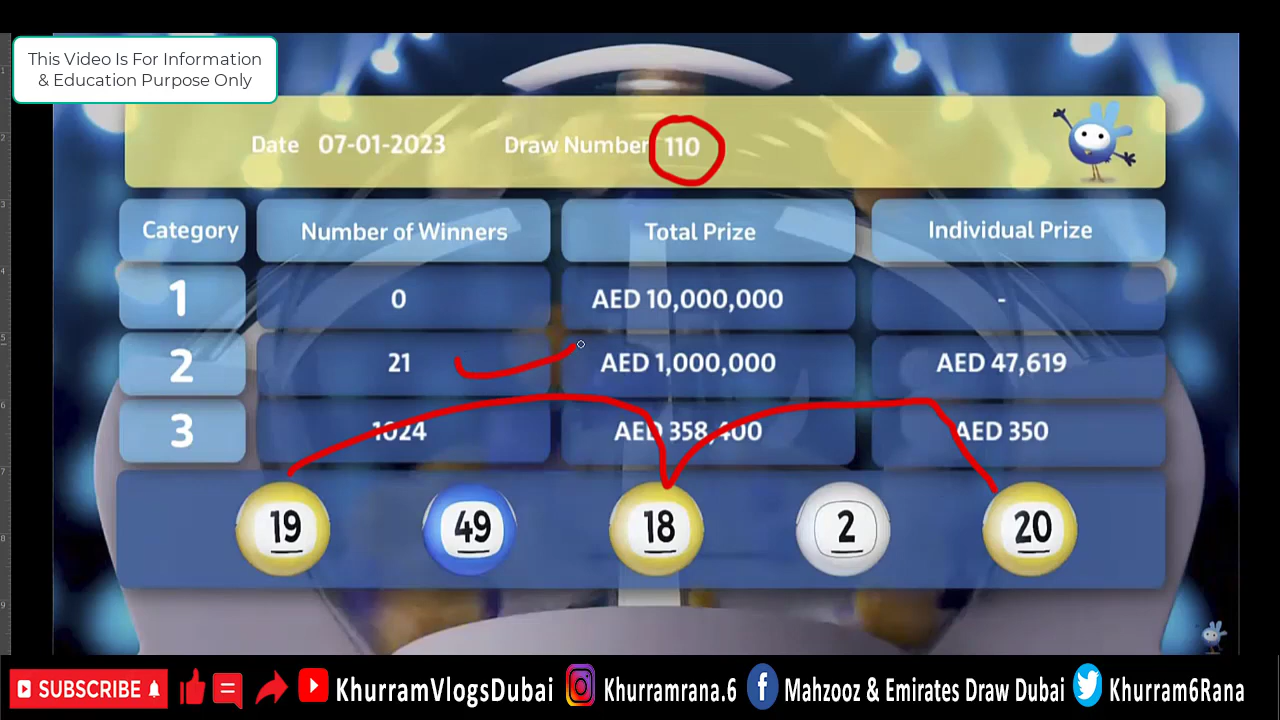 This Video Is For Information
& Education Purpose Only
Date 07-01-2023 Draw Number 110
Category Number of Winners Total Prize Individual Prize
1 0 AED 10,000,000 -
2 21 AED 1,000,000 AED 47,619
3 1024 AED 358,400 AED 350
19 49 18 2 20
SUBSCRIBE KhurramVlogsDubai Khurramrana.6 Mahzooz & Emirates Draw Dubai Khurram6Rana